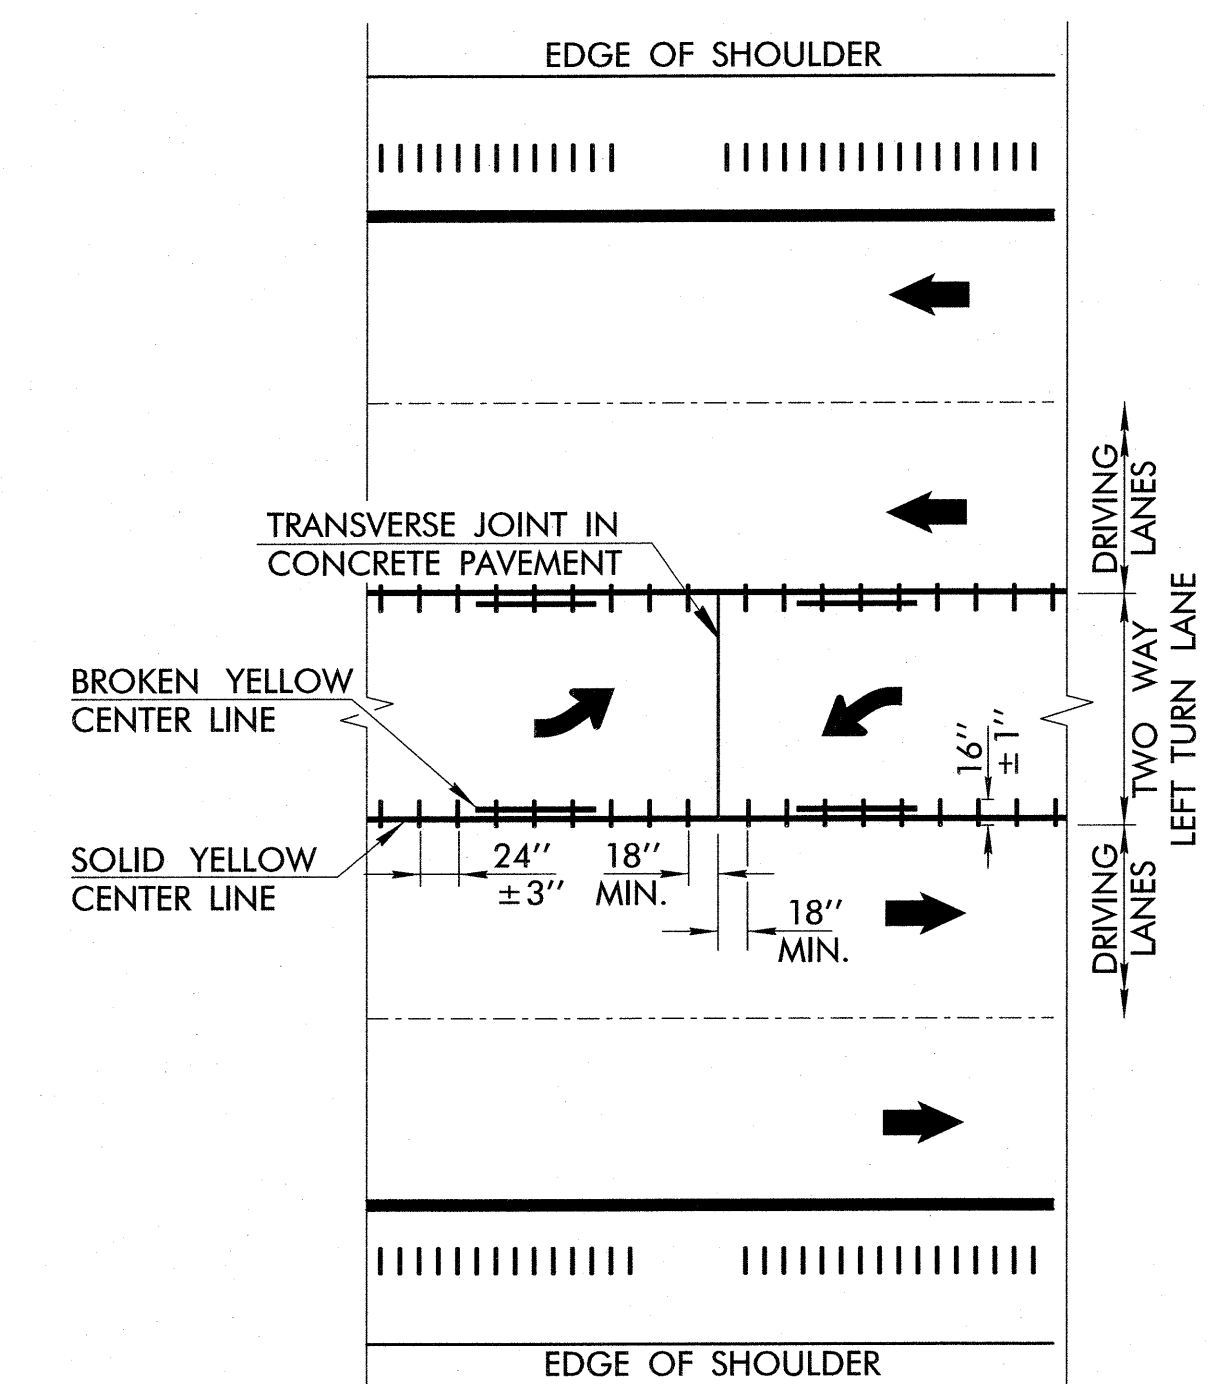 EDGE OF SHOULDER
DRIVING
LANES
TRANSVERSE JOINT IN
CONCRETE PAVEMENT
BROKEN YELLOW
CENTER LINE
16''
±1''
TWO WAY
LEFT TURN LANE
SOLID YELLOW
CENTER LINE
24''
±3''
18''
MIN.
18''
MIN.
DRIVING
LANES
EDGE OF SHOULDER